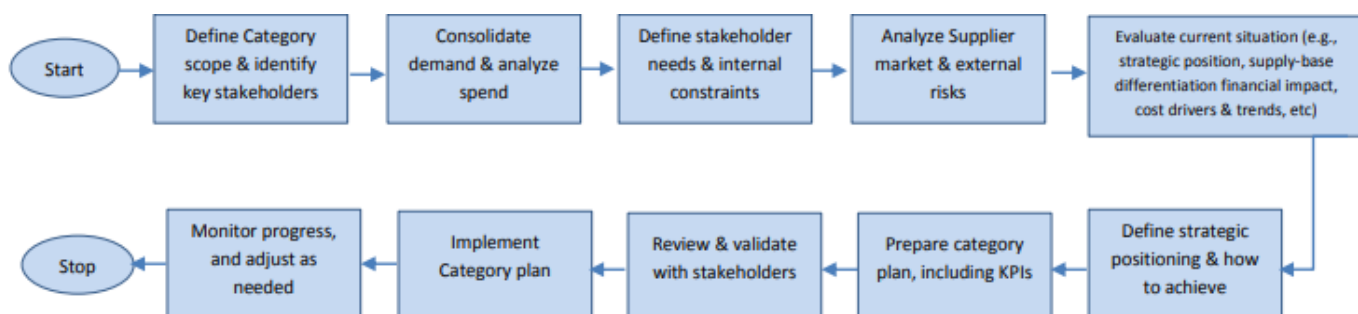 Start
Define Category
scope & identify
key stakeholders
Consolidate
demand & analyze
spend
Define stakeholder
needs & internal
constraints
Analyze Supplier
market & external
risks
Evaluate current situation (e.g.,
strategic position, supply-base
differentiation financial impact,
cost drivers & trends, etc)
Define strategic
positioning & how
to achieve
Prepare category
plan, including KPIs
Review & validate
with stakeholders
Implement
Category plan
Monitor progress,
and adjust as
needed
Stop